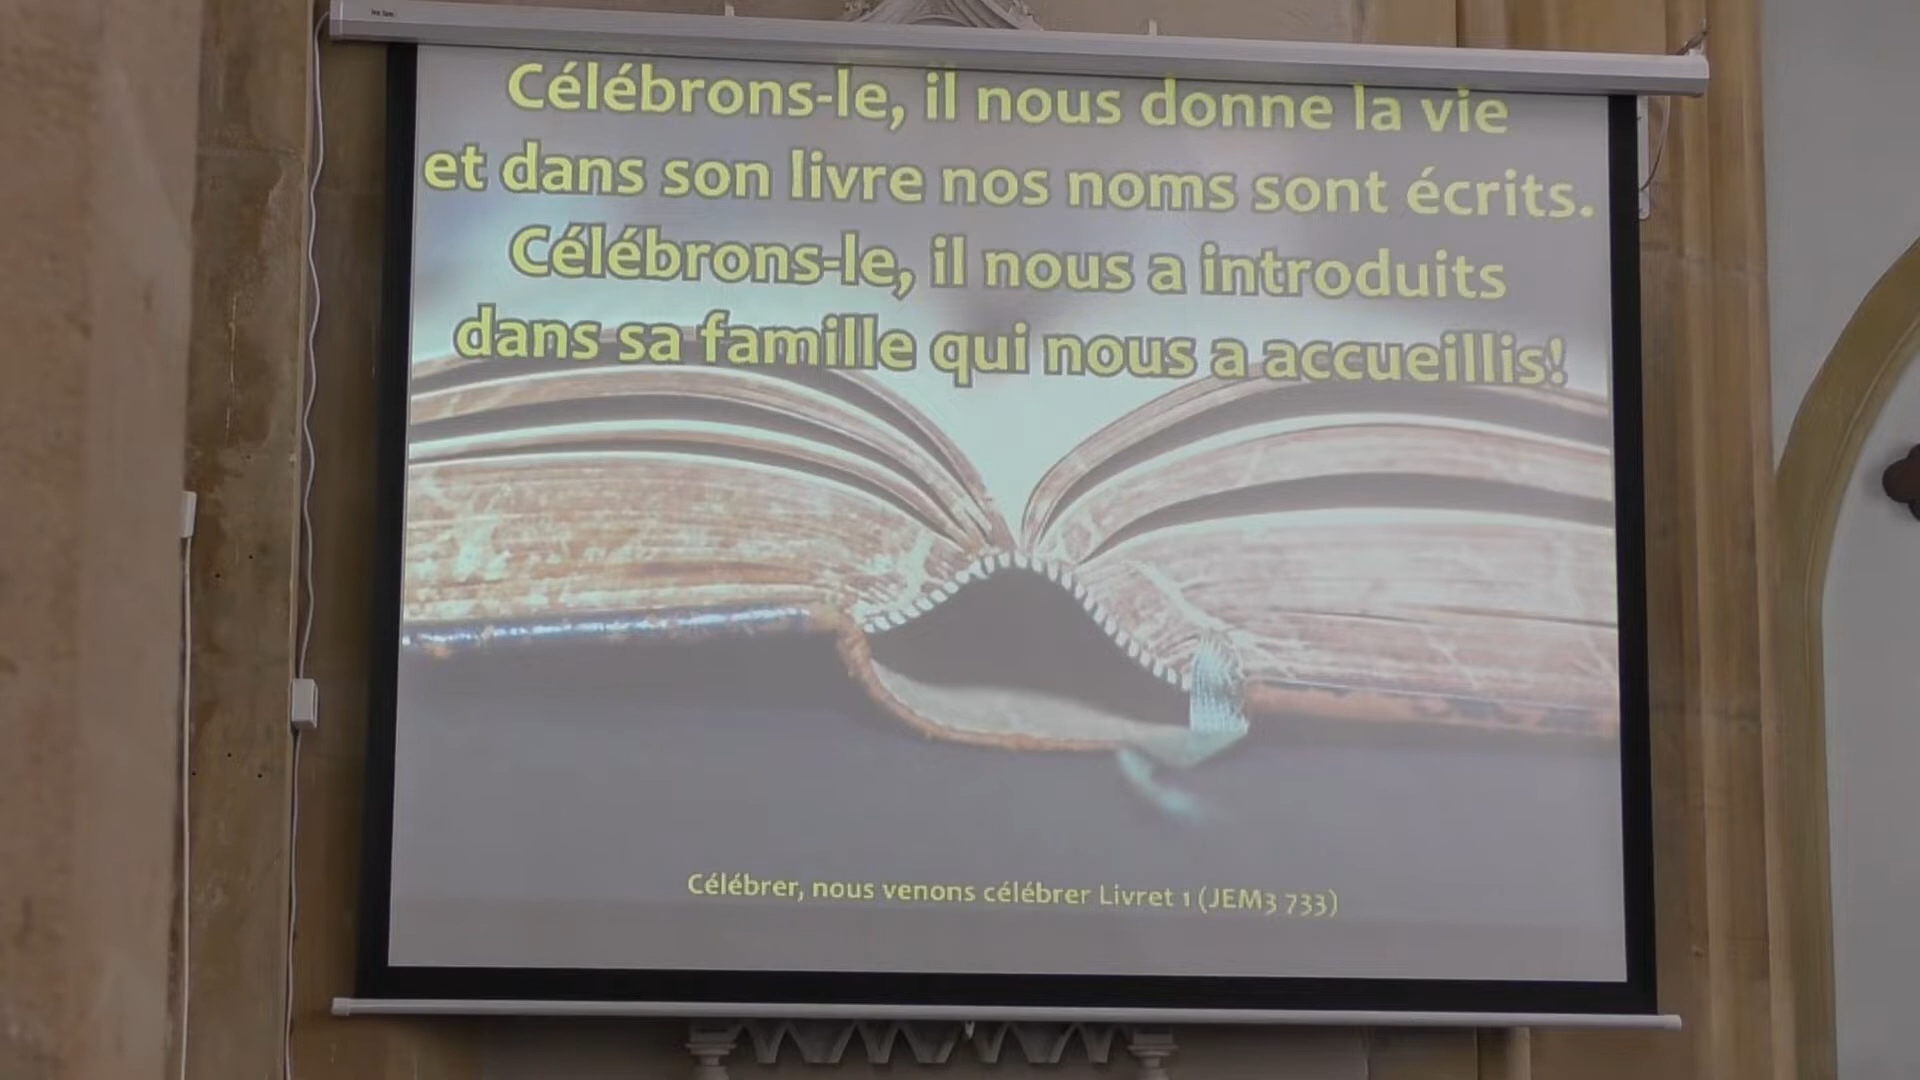 Célébrons-le, il nous donne la vie
et dans son livre nos noms sont écrits.
Célébrons-le, il nous a introduits
dans sa famille qui nous a accueillis!
Célébrer, nous venons célébrer Livret 1 (JEM3 733)